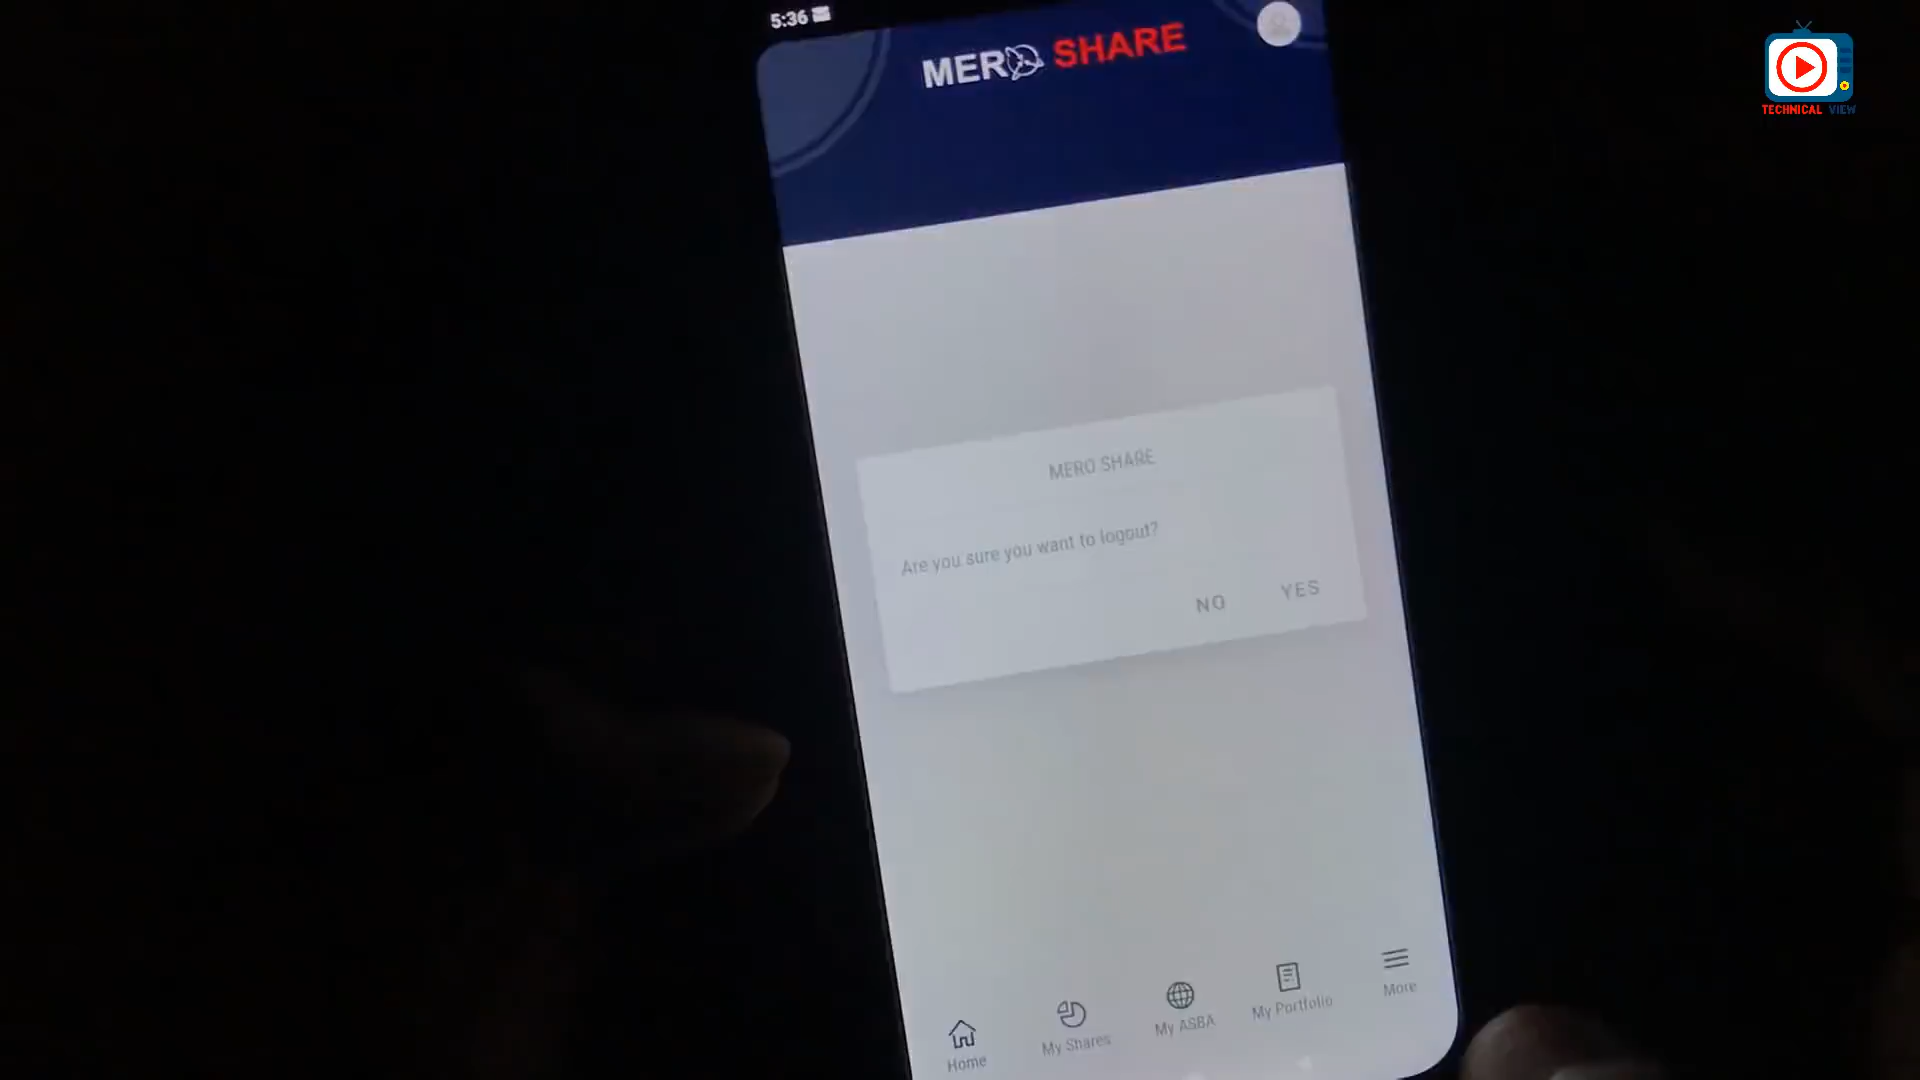 5:36
MERO SHARE
TECHNICAL VIEW
MERO SHARE
Are you sure you want to logout?
NO YES
Home My Shares My ASBA My Portfolio More